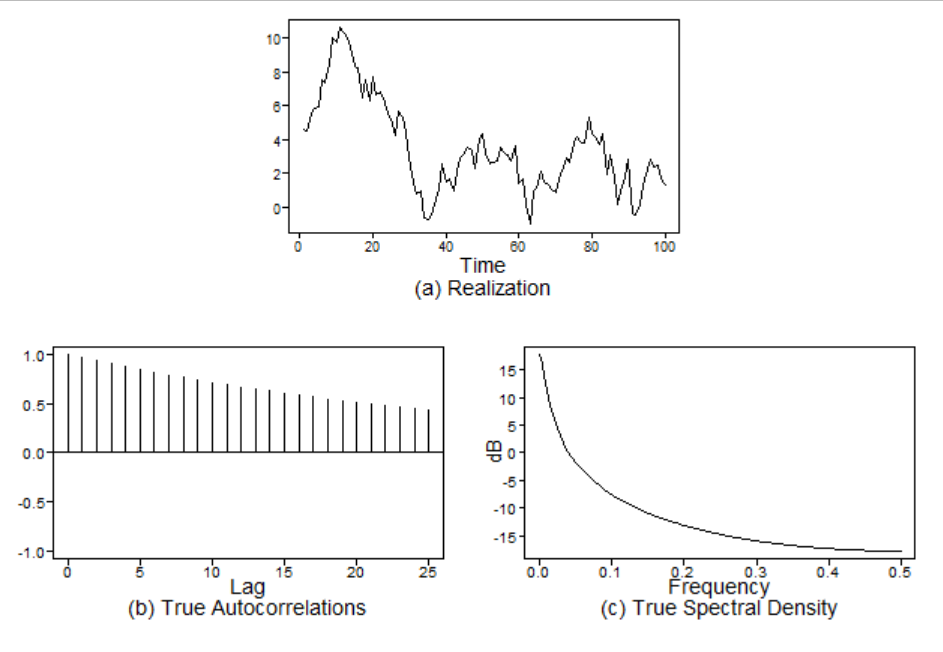 10
8
6
4
2
0
0 20 40 60 80 100
Time
(a) Realization
1.0
0.5
0.0
-0.5
-1.0
0 5 10 15 20 25
Lag
(b) True Autocorrelations
dB
15
10
5
0
-5
-10
-15
0.0 0.1 0.2 0.3 0.4 0.5
Frequency
(c) True Spectral Density